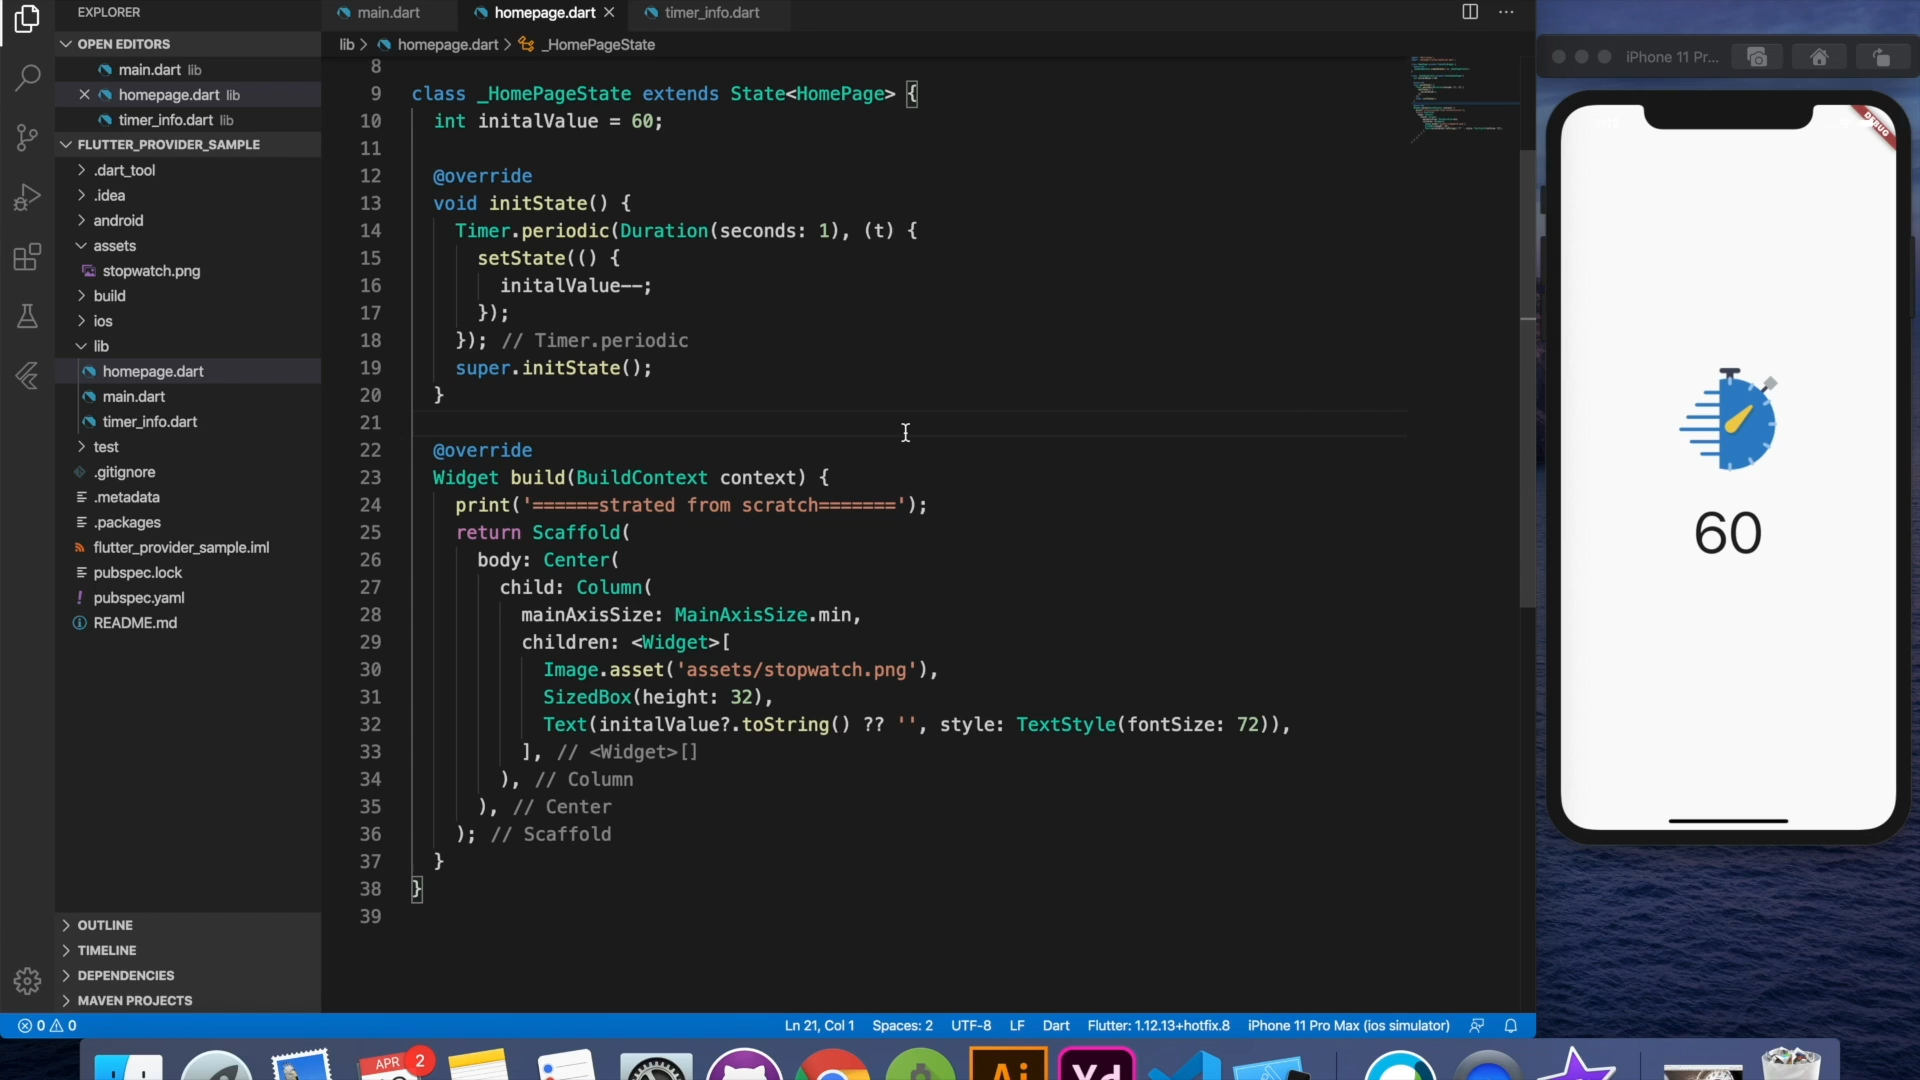 EXPLORER
OPEN EDITORS
main.dart lib
homepage.dart lib
timer_info.dart lib
FLUTTER_PROVIDER_SAMPLE
.dart_tool
.idea
android
assets
stopwatch.png
build
ios
lib
homepage.dart
main.dart
timer_info.dart
test
.gitignore
.metadata
.packages
flutter_provider_sample.iml
pubspec.lock
pubspec.yaml
README.md
OUTLINE
TIMELINE
DEPENDENCIES
MAVEN PROJECTS
main.dart homepage.dart timer_info.dart
lib > homepage.dart > _HomePageState
8
9 class _HomePageState extends State<HomePage> {
10 int initalValue = 60;
11
12 @override
13 void initState() {
14 Timer.periodic(Duration(seconds: 1), (t) {
15 setState(() {
16 initalValue--;
17 });
18 }); // Timer.periodic
19 super.initState();
20 }
21
22 @override
23 Widget build(BuildContext context) {
24 print('======strated from scratch=======');
25 return Scaffold(
26 body: Center(
27 child: Column(
28 mainAxisSize: MainAxisSize.min,
29 children: <Widget>[
30 Image.asset('assets/stopwatch.png'),
31 SizedBox(height: 32),
32 Text(initalValue?.toString() ?? '', style: TextStyle(fontSize: 72)),
33 ], // <Widget>[]
34 ), // Column
35 ), // Center
36 ); // Scaffold
37 }
38 }
39
0 0
Ln 21, Col 1 Spaces: 2 UTF-8 LF Dart Flutter: 1.12.13+hotfix.8 iPhone 11 Pro Max (ios simulator)
iPhone 11 Pr...
DEBUG
60
APR
2
Ai
Xd